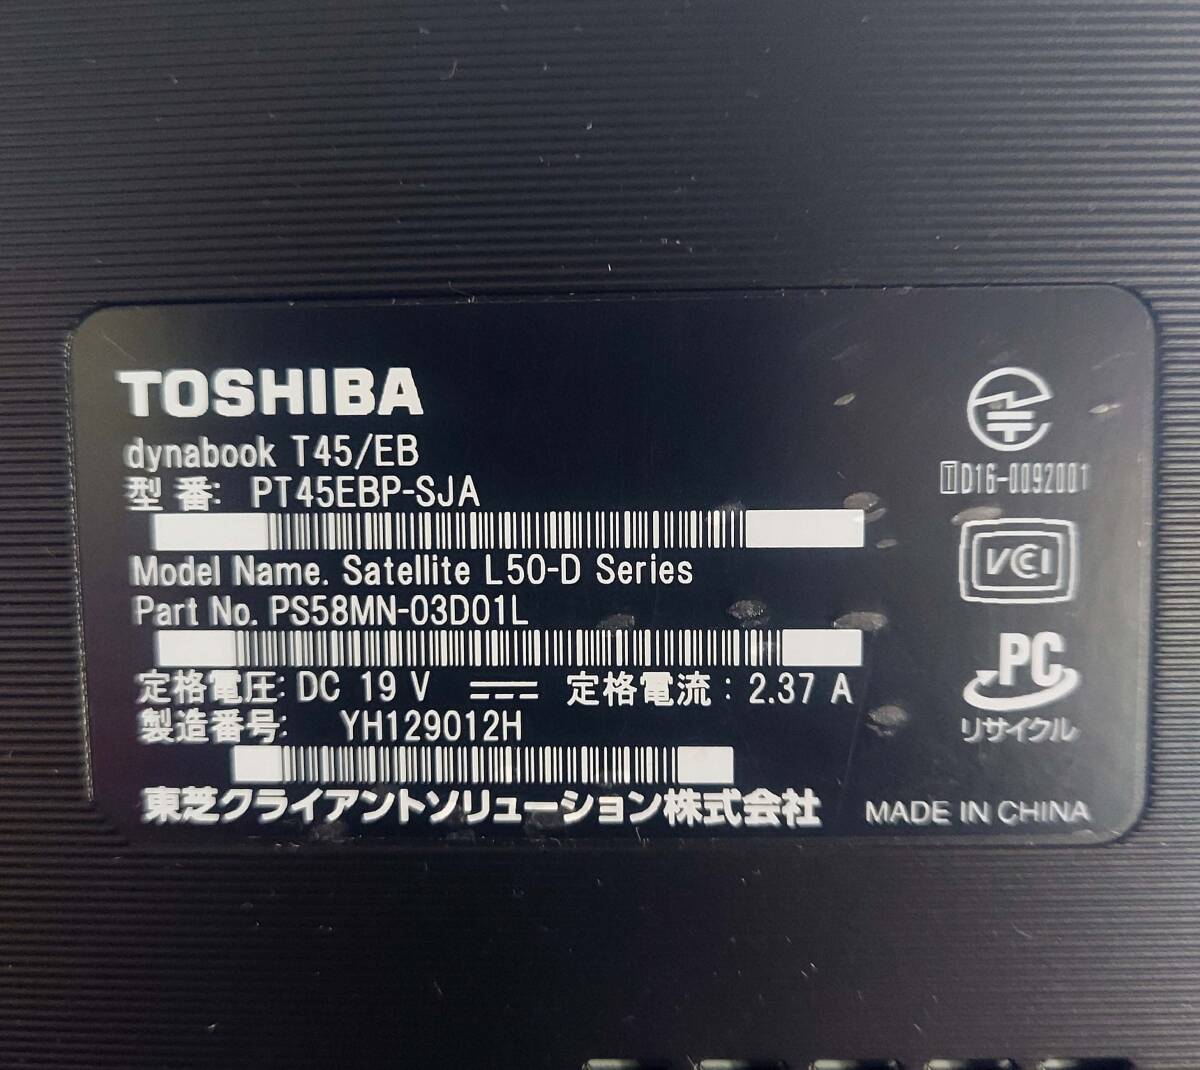 TOSHIBA
dynabook T45/EB
型 番: PT45EBP-SJA
Model Name. Satellite L50-D Series
Part No. PS58MN-03D01L
定格電圧: DC 19 V 定格電流 : 2.37 A
製造番号: YH129012H
東芝クライアントソリューション株式会社
MADE IN CHINA
T D16-0092001
VCCI
PC
リサイクル